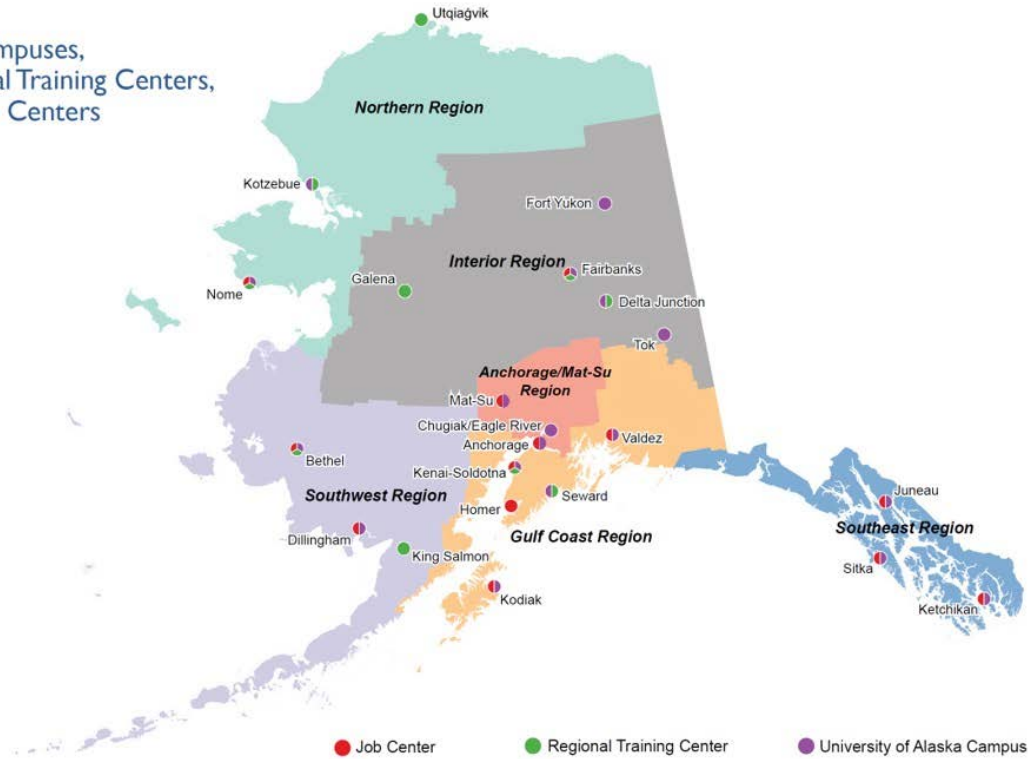 Utqiaġvik
mpuses,
al Training Centers,
Centers
Northern Region
Kotzebue
Fort Yukon
Interior Region
Fairbanks
Galena
Nome
Delta Junction
Tok
Anchorage/Mat-Su
Region
Mat-Su
Chugiak/Eagle River
Anchorage
Valdez
Bethel
Kenai-Soldotna
Southwest Region
Seward
Juneau
Homer
Gulf Coast Region
Southeast Region
Dillingham
King Salmon
Sitka
Kodiak
Ketchikan
Job Center
Regional Training Center
University of Alaska Campus